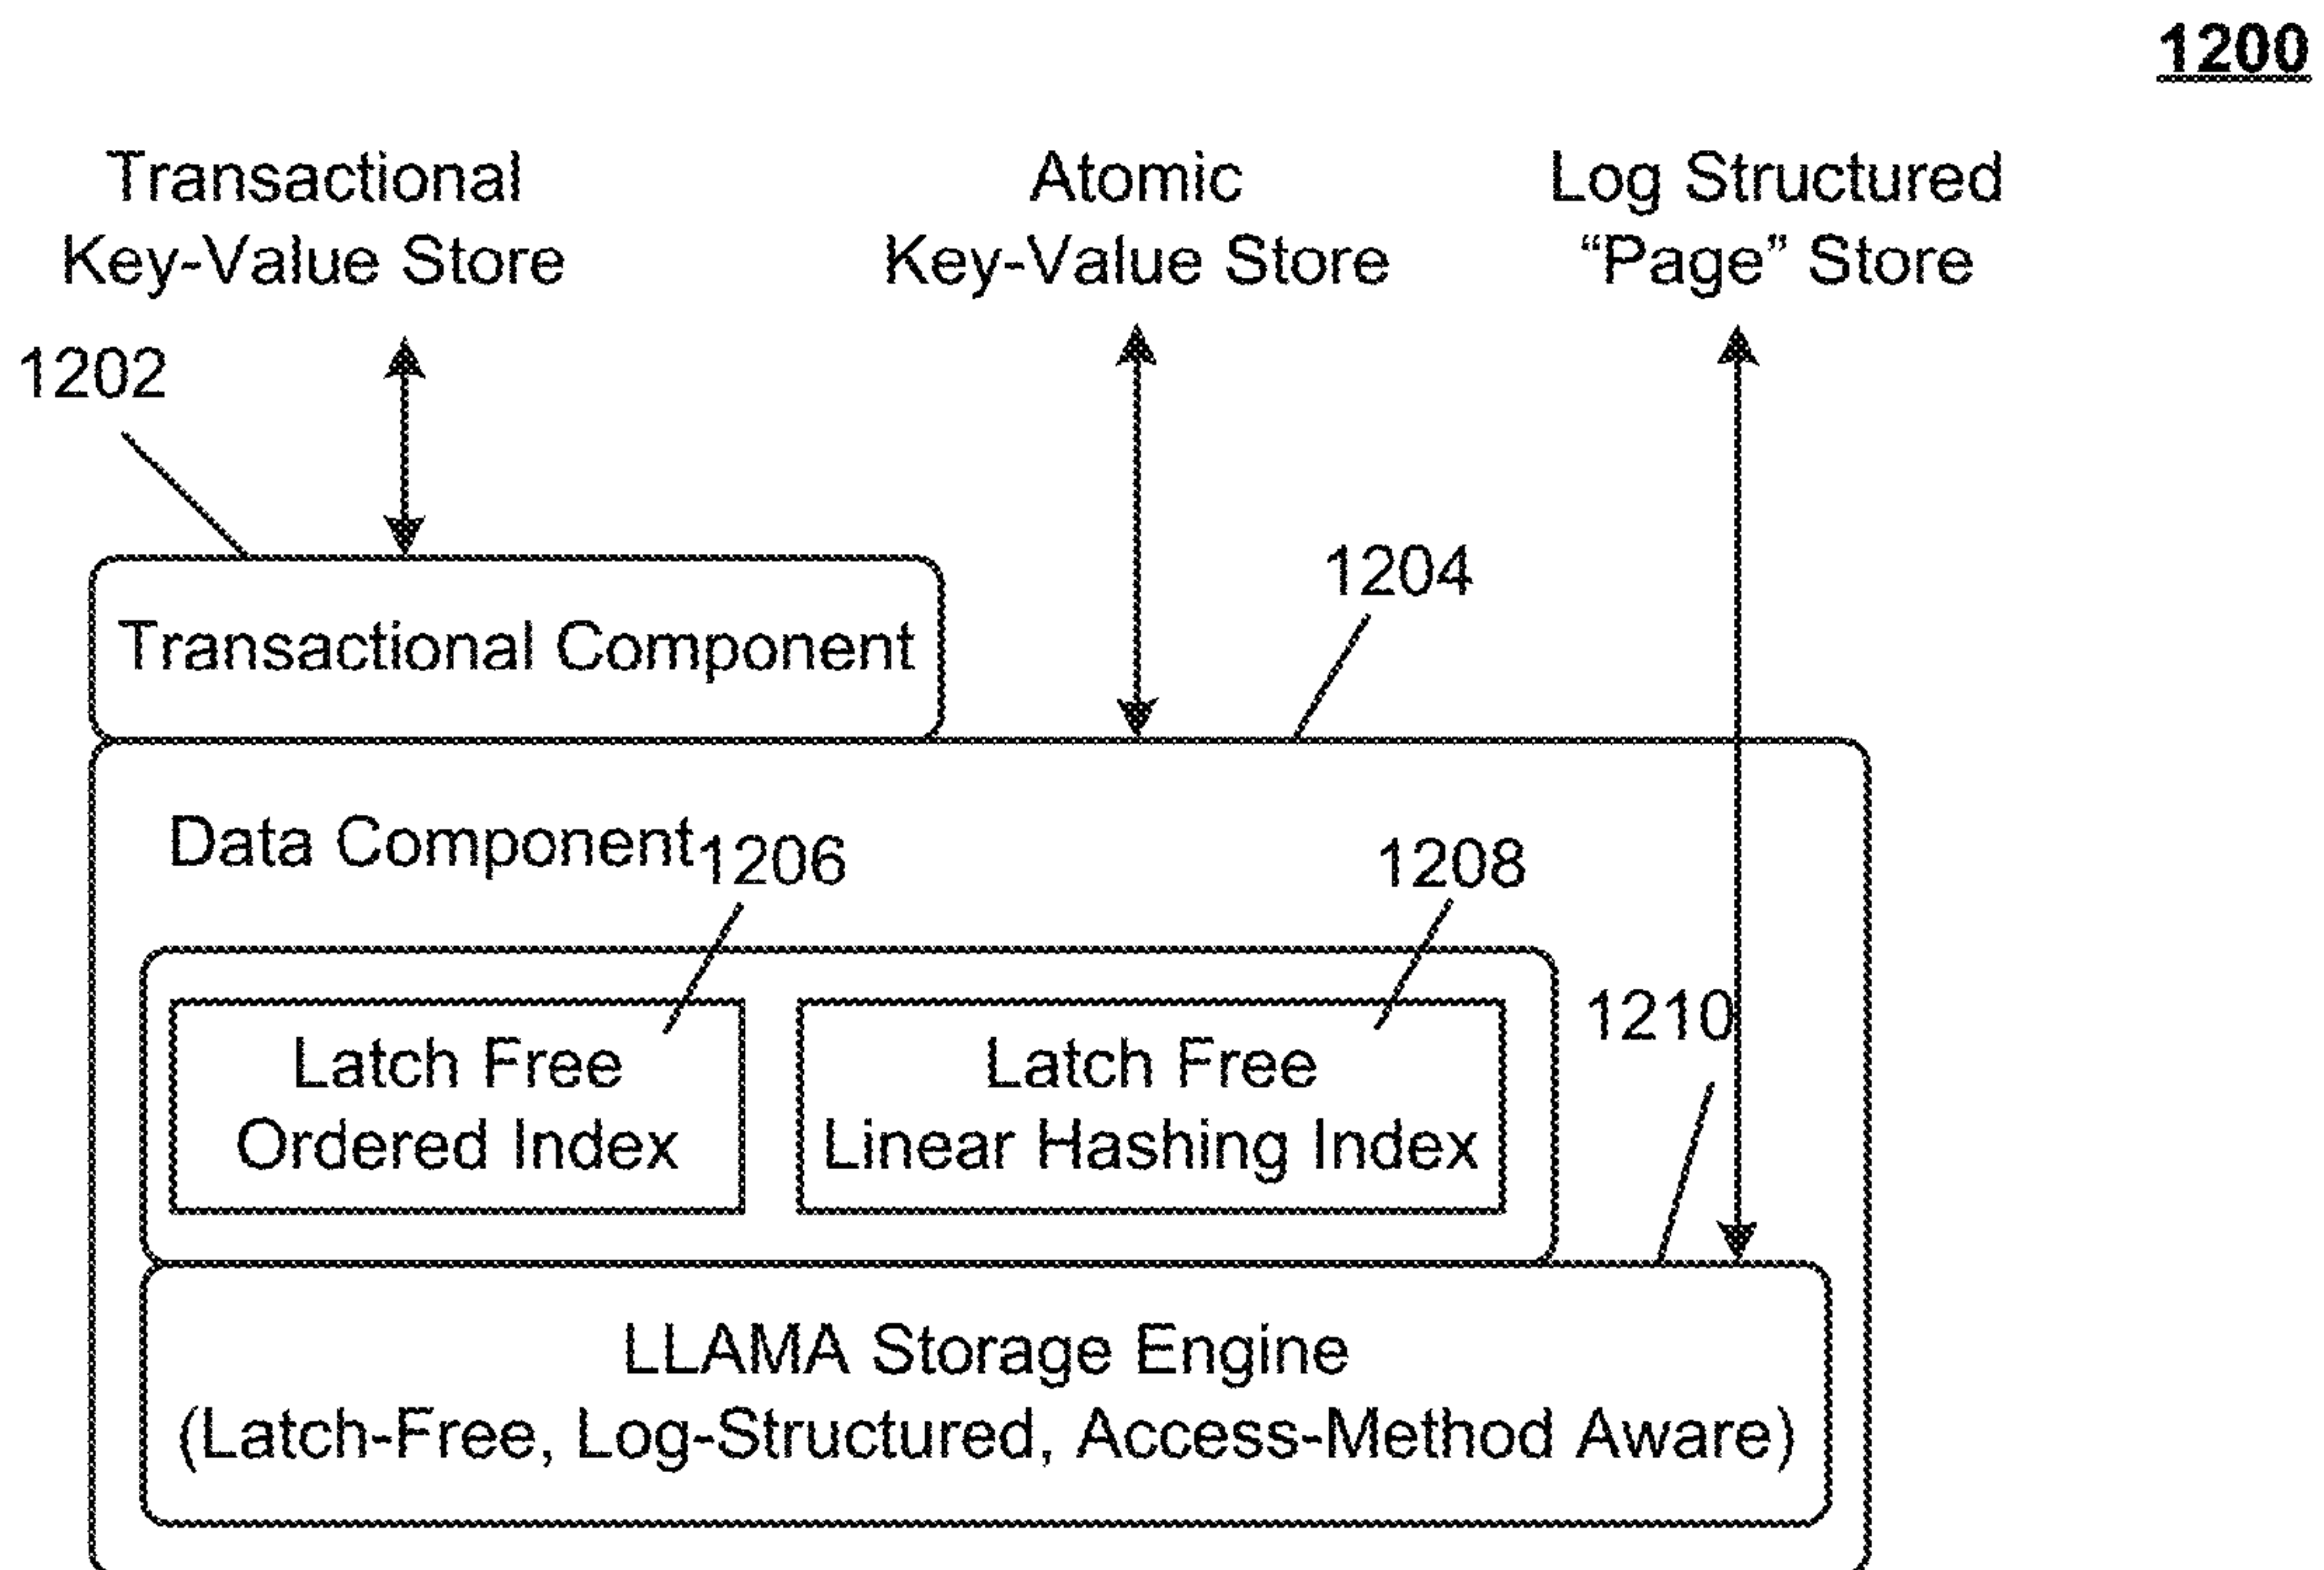 1200
Transactional
Key-Value Store
Atomic
Key-Value Store
Log Structured
“Page” Store
1202
1204
Transactional Component
Data Component
1206
1208
1210
Latch Free
Ordered Index
Latch Free
Linear Hashing Index
LLAMA Storage Engine
(Latch-Free, Log-Structured, Access-Method Aware)